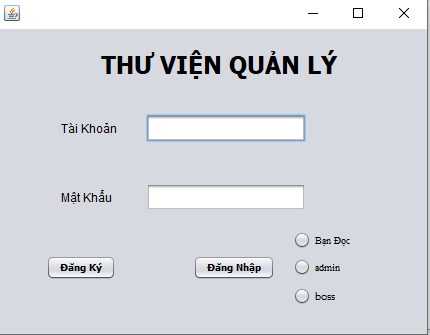 THƯ VIỆN QUẢN LÝ
Tài Khoản
Mật Khẩu
Bạn Đọc
Đăng Ký
Đăng Nhập
admin
boss